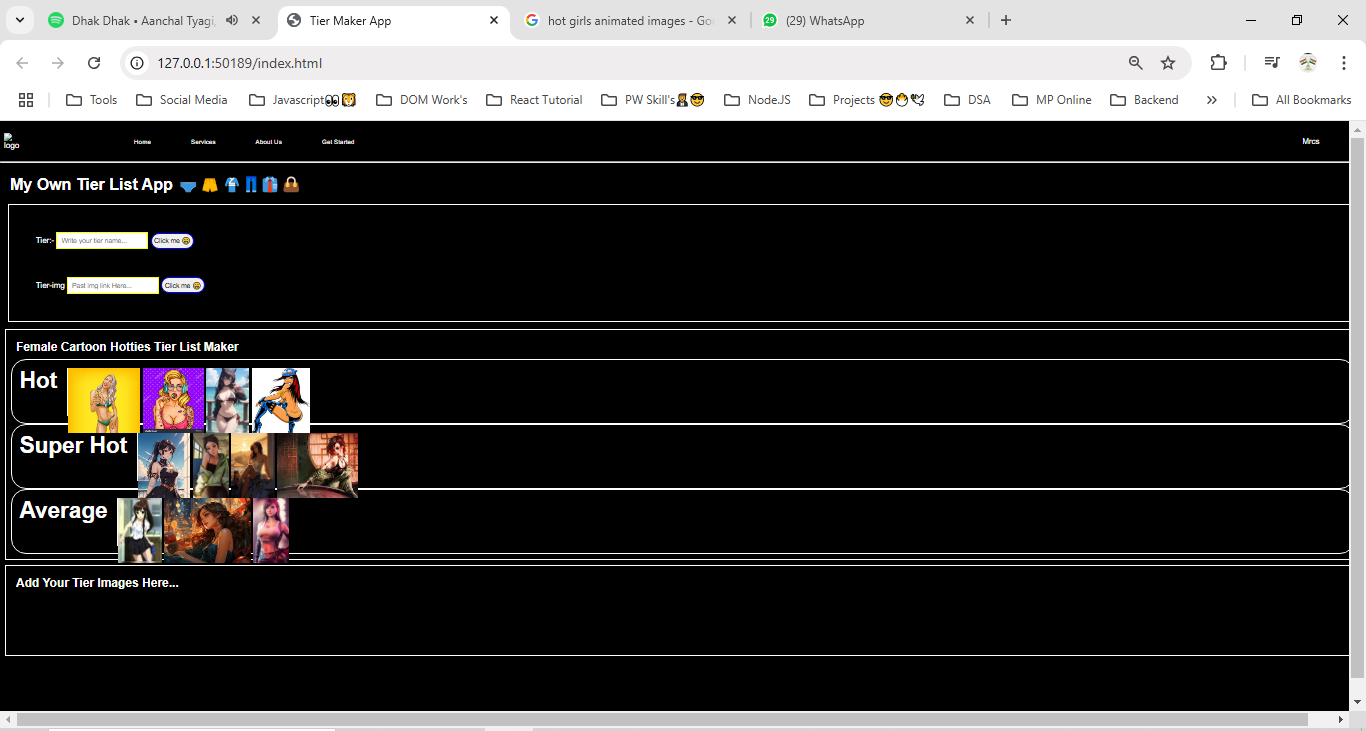 Dhak Dhak • Aanchal Tyagi,
Tier Maker App
hot girls animated images - Goo
29 (29) WhatsApp
127.0.0.1:50189/index.html
Tools
Social Media
Javascript👀🦁
DOM Work's
React Tutorial
PW Skill's
Node.JS
Projects
DSA
MP Online
Backend
All Bookmarks
logo
Home
Services
About Us
Get Started
Mrcs
My Own Tier List App 🩲 🩳 👘 👖 👔 👜
Tier:- Write your tier name... Click me 😀
Tier-img Past img link Here... Click me 😀
Female Cartoon Hotties Tier List Maker
Hot
Super Hot
Average
Add Your Tier Images Here...